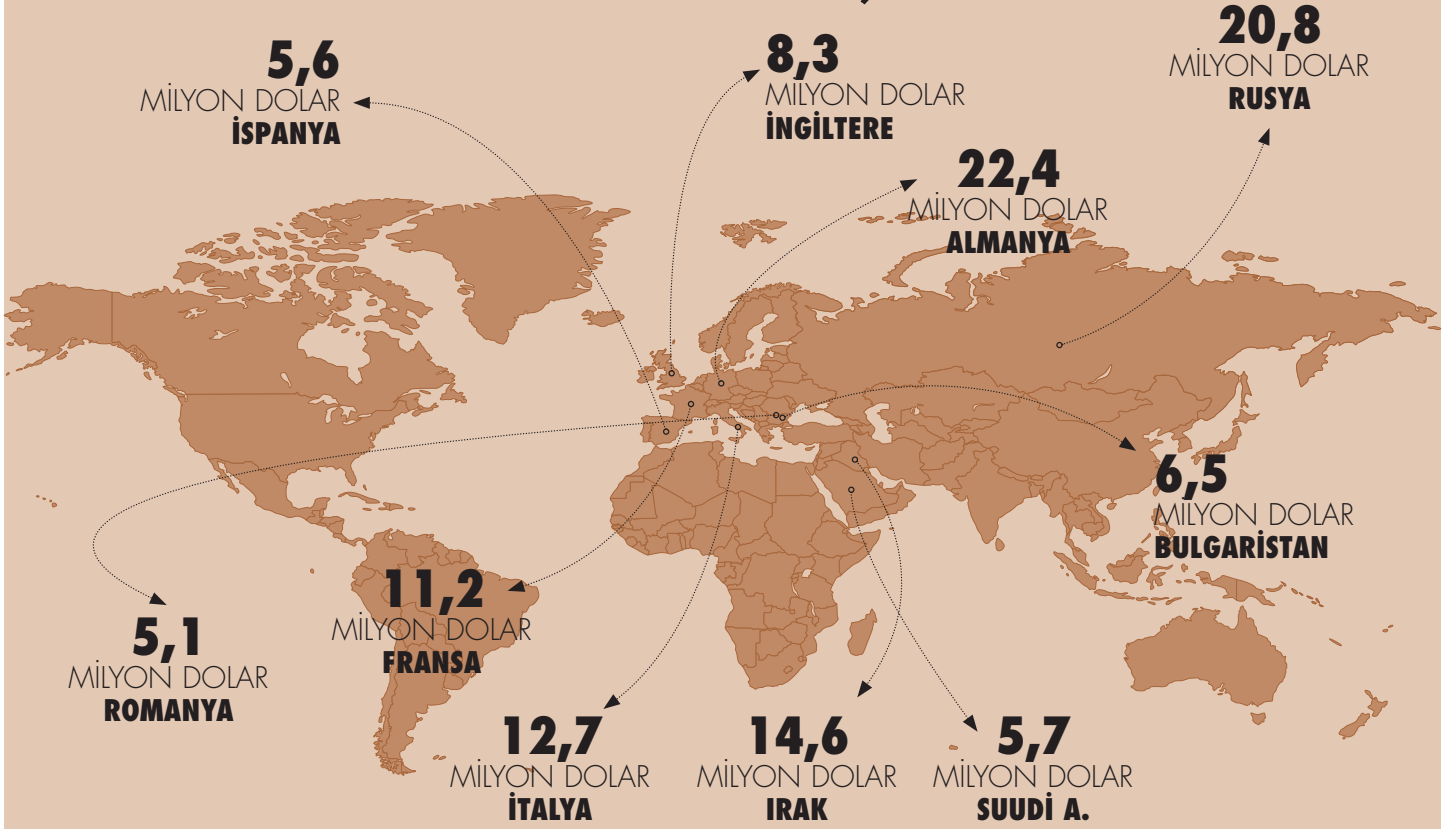 5,6
MİLYON DOLAR
İSPANYA
8,3
MİLYON DOLAR
İNGİLTERE
20,8
MİLYON DOLAR
RUSYA
22,4
MİLYON DOLAR
ALMANYA
6,5
MİLYON DOLAR
BULGARİSTAN
11,2
MİLYON DOLAR
FRANSA
5,1
MİLYON DOLAR
ROMANYA
12,7
MİLYON DOLAR
İTALYA
14,6
MİLYON DOLAR
IRAK
5,7
MİLYON DOLAR
SUUDİ A.